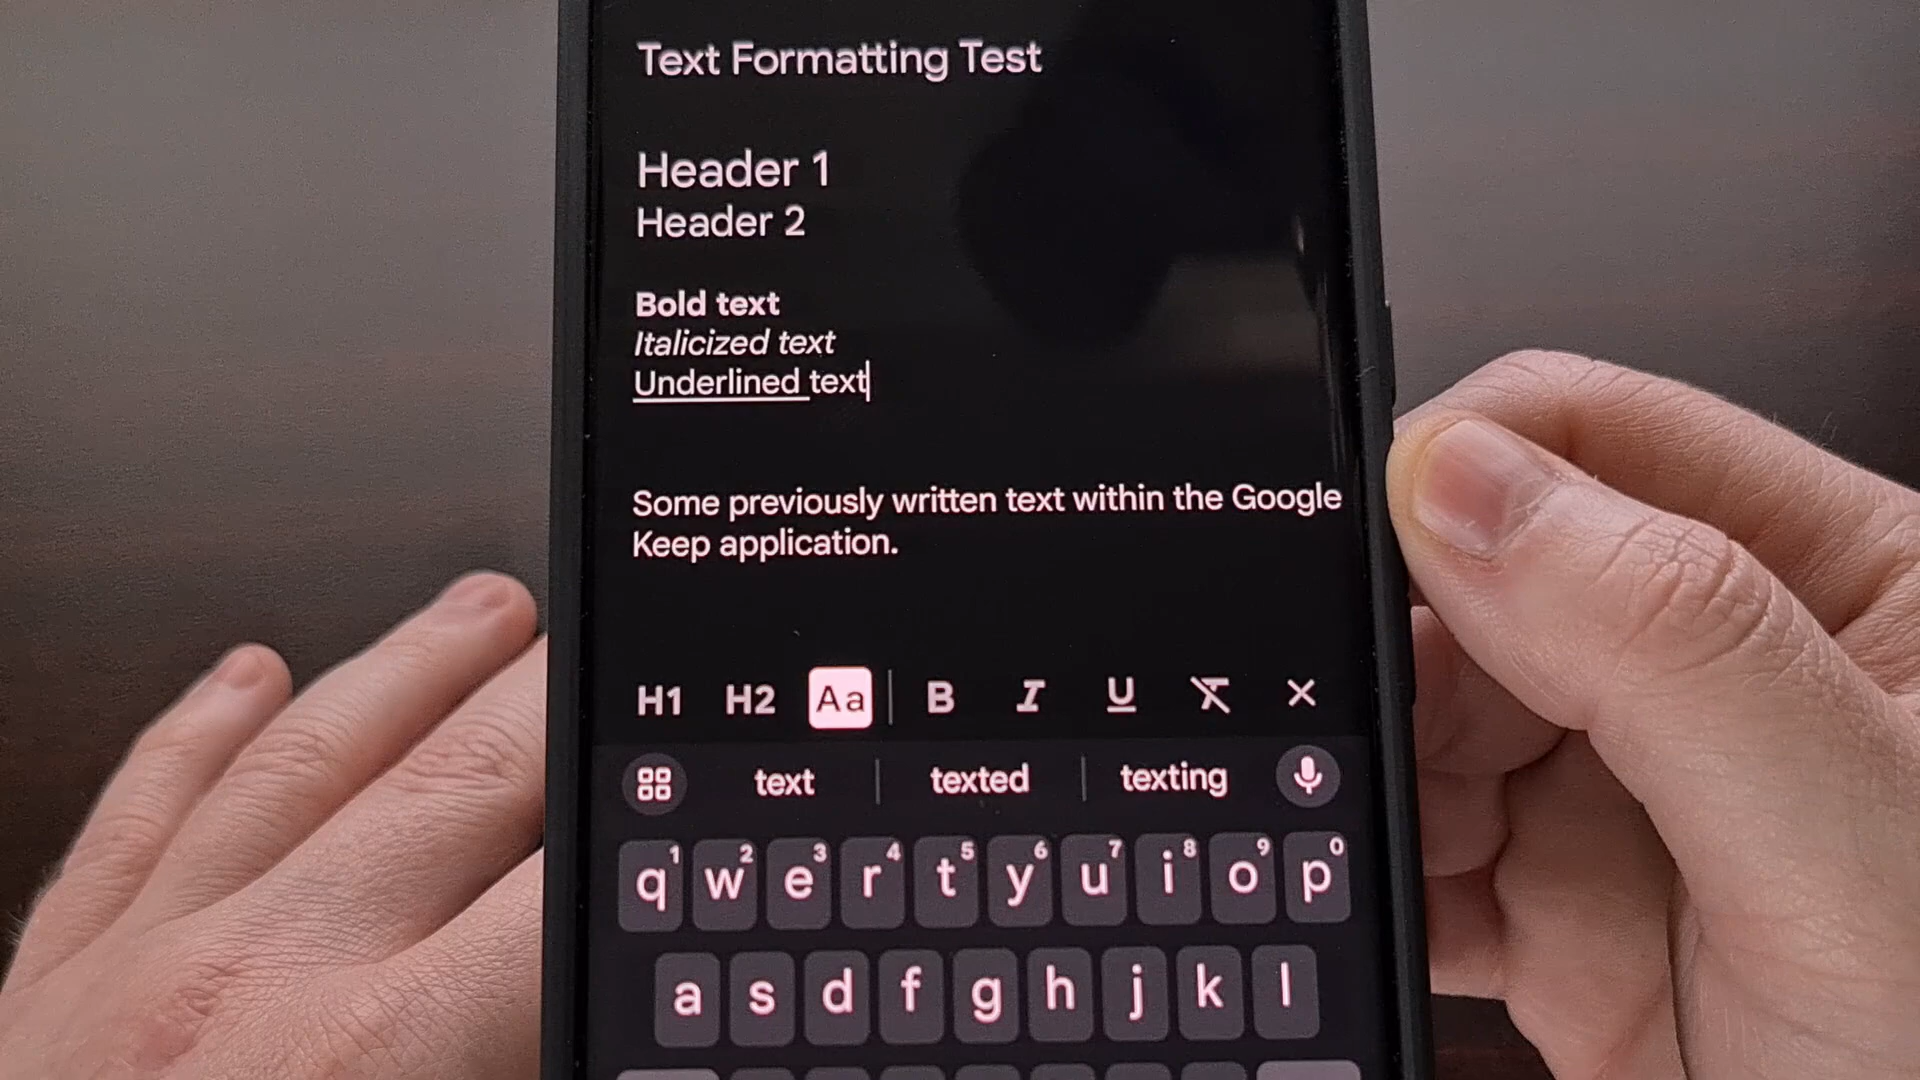 Text Formatting Test
Header 1
Header 2
Bold text
Italicized text
Underlined text
Some previously written text within the Google
Keep application.
H1 H2 Aa B I U T
text texted texting
q1 w2 e3 r4 t5 y6 u7 i8 o9 p0
a s d f g h j k l